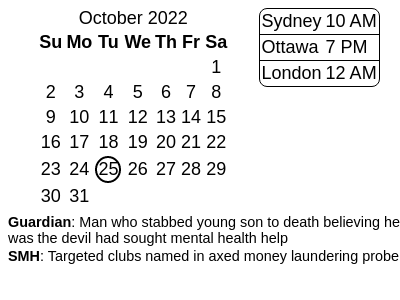 October 2022
Su Mo Tu We Th Fr Sa
1
2 3 4 5 6 7 8
9 10 11 12 13 14 15
16 17 18 19 20 21 22
23 24 25 26 27 28 29
30 31
Sydney 10 AM
Ottawa 7 PM
London 12 AM
Guardian: Man who stabbed young son to death believing he
was the devil had sought mental health help
SMH: Targeted clubs named in axed money laundering probe